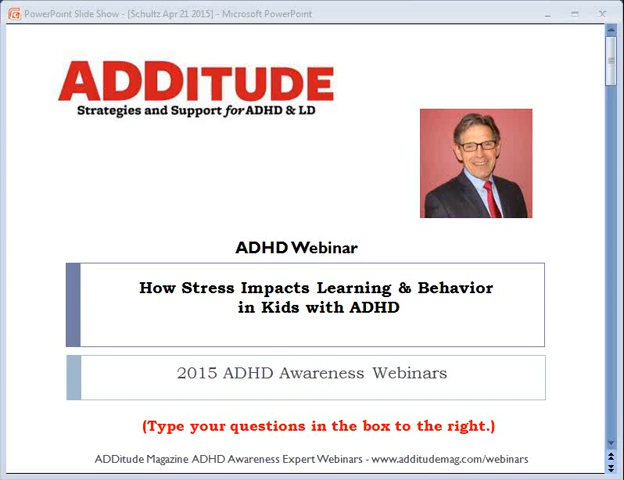 PowerPoint Slide Show - [Schultz Apr 21 2015] - Microsoft PowerPoint
ADDITUDE
Strategies and Support for ADHD & LD
ADHD Webinar
How Stress Impacts Learning & Behavior
in Kids with ADHD
2015 ADHD Awareness Webinars
(Type your questions in the box to the right.)
ADDitude Magazine ADHD Awareness Expert Webinars - www.additudemag.com/webinars